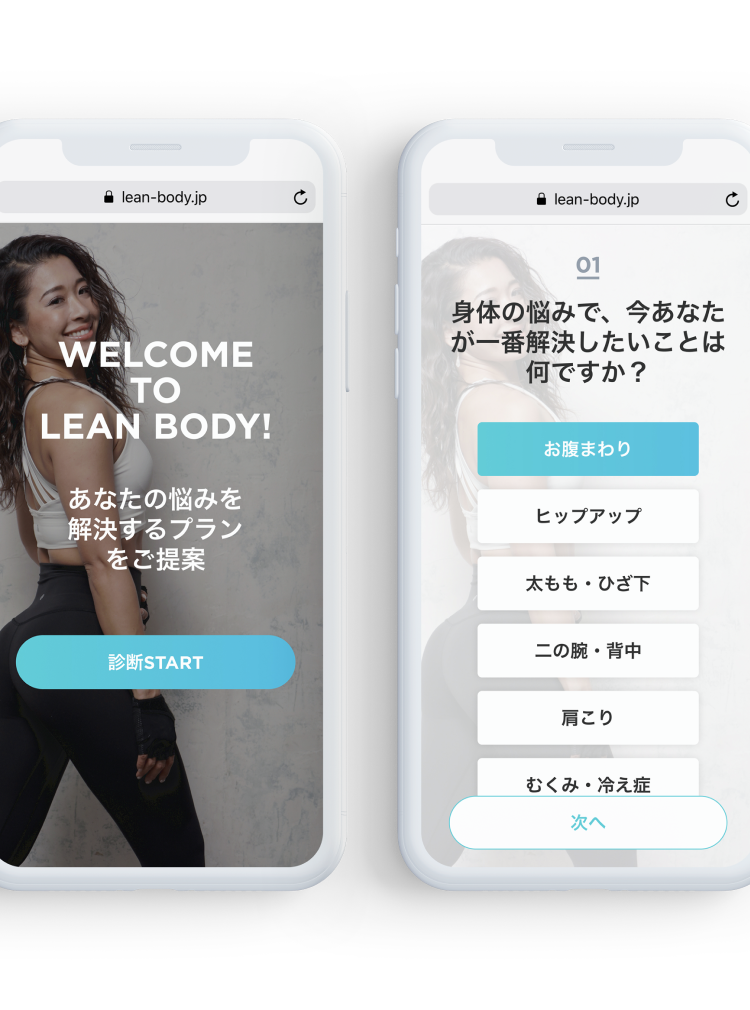 lean-body.jp
WELCOME
TO
LEAN BODY!
あなたの悩みを
解決するプラン
をご提案
診断START
lean-body.jp
01
身体の悩みで、今あなた
が一番解決したいことは
何ですか？
お腹まわり
ヒップアップ
太もも・ひざ下
二の腕・背中
肩こり
むくみ・冷え症
次へ